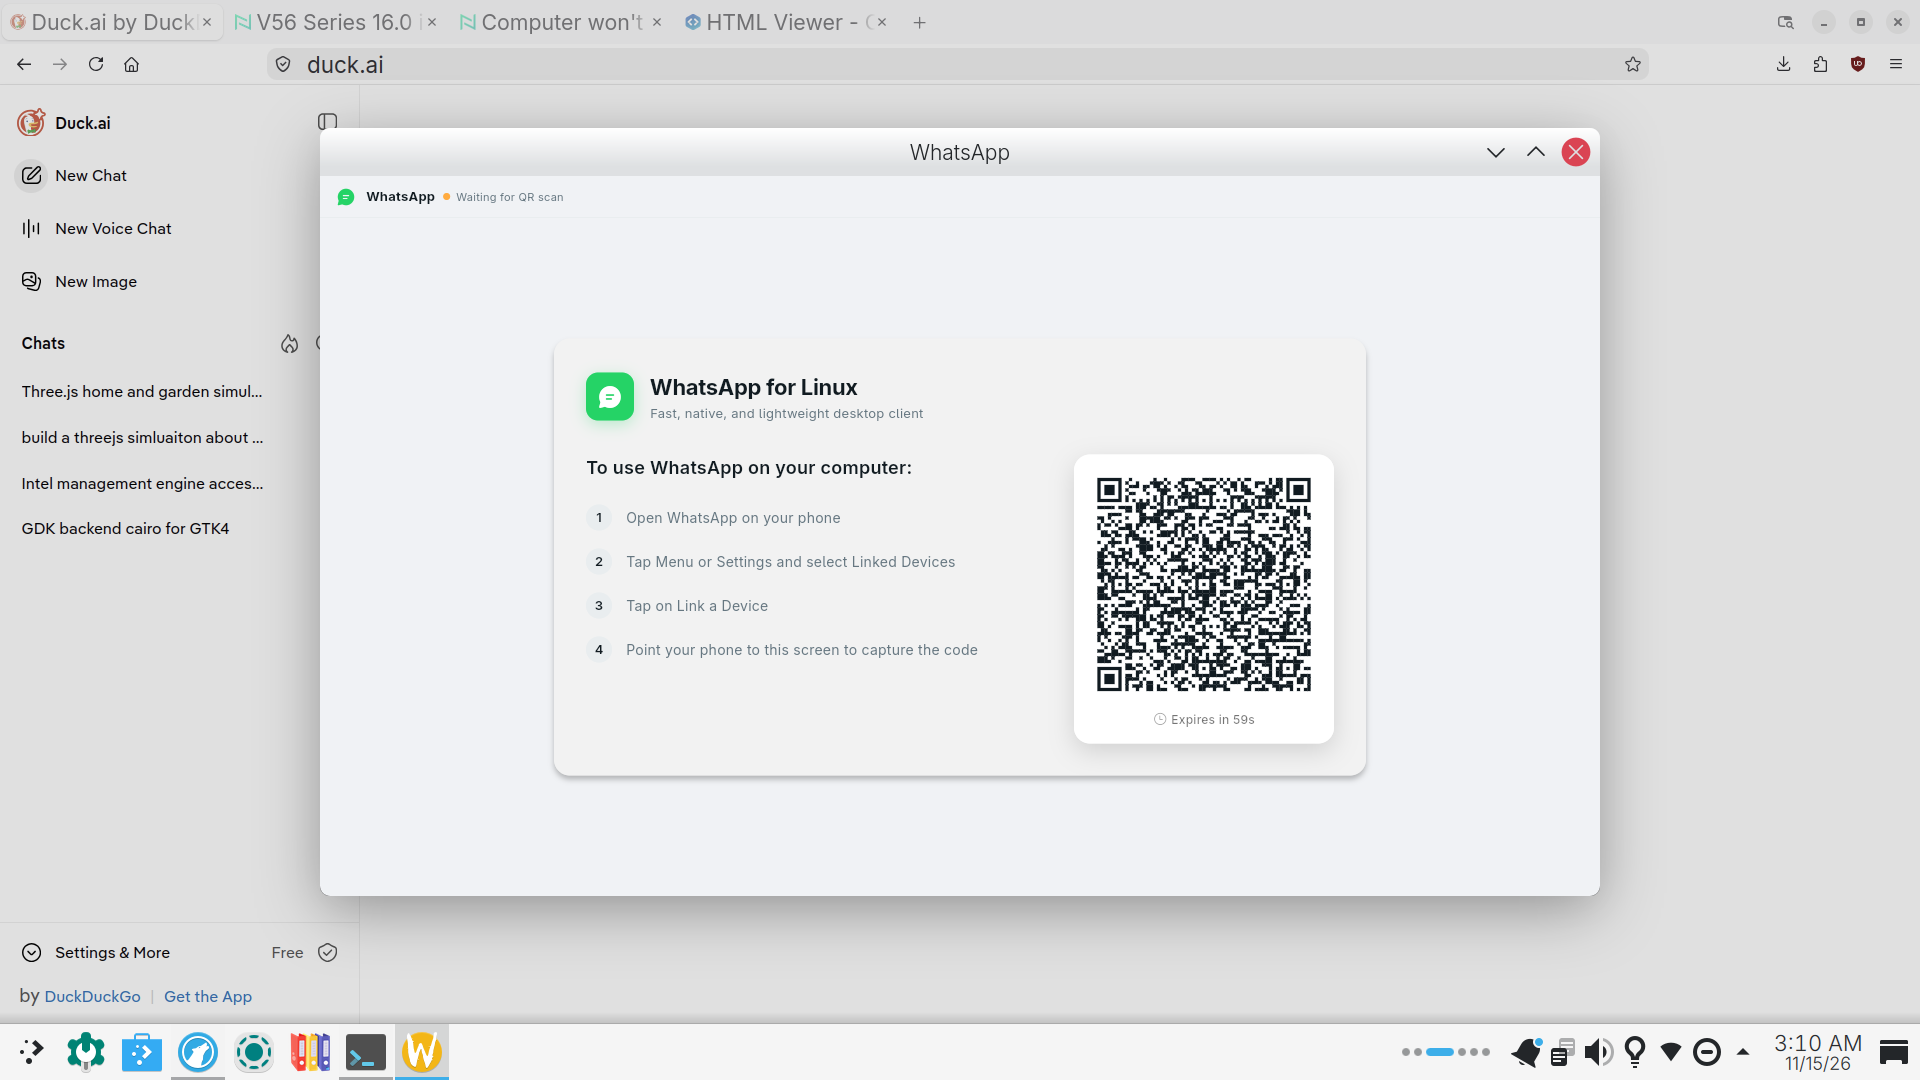 Duck.ai by Duck
V56 Series 16.0 i
Computer won't
HTML Viewer -
duck.ai
Duck.ai
New Chat
New Voice Chat
New Image
Chats
Three.js home and garden simul...
build a threejs simluaiton about ...
Intel management engine acces...
GDK backend cairo for GTK4
Settings & More
Free
by DuckDuckGo | Get the App
WhatsApp
WhatsApp
Waiting for QR scan
WhatsApp for Linux
Fast, native, and lightweight desktop client
To use WhatsApp on your computer:
1 Open WhatsApp on your phone
2 Tap Menu or Settings and select Linked Devices
3 Tap on Link a Device
4 Point your phone to this screen to capture the code
Expires in 59s
3:10 AM
11/15/26